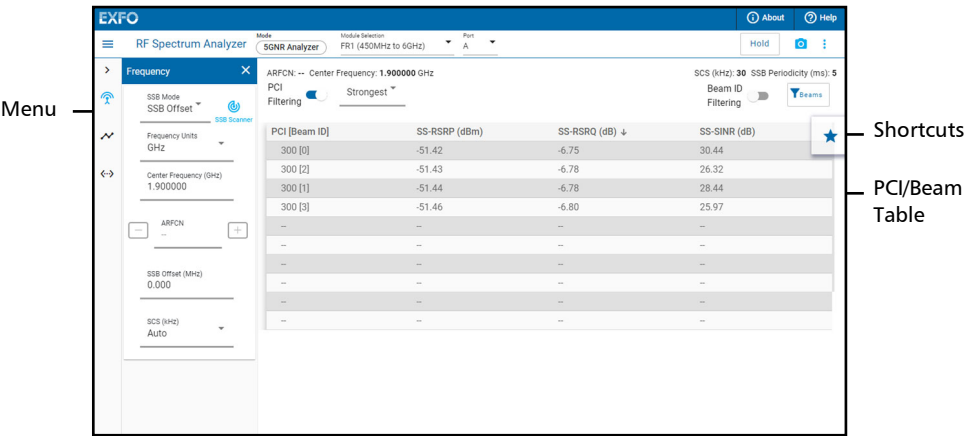 EXFO
About
Help
RF Spectrum Analyzer
Mode
5GNR Analyzer
Module Selection
FR1 (450MHz to 6GHz)
Port
A
Hold
Frequency
SSB Mode
SSB Offset
SSB Scanner
Frequency Units
GHz
Center Frequency (GHz)
1.900000
ARFCN
--
SSB Offset (MHz)
0.000
SCS (kHz)
Auto
ARFCN: -- Center Frequency: 1.900000 GHz
SCS (kHz): 30 SSB Periodicity (ms): 5
PCI
Filtering
Strongest
Beam ID
Filtering
Beams
PCI [Beam ID] SS-RSRP (dBm) SS-RSRQ (dB) ↓ SS-SINR (dB)
300 [0] -51.42 -6.75 30.44
300 [2] -51.43 -6.78 26.32
300 [1] -51.44 -6.78 28.44
300 [3] -51.46 -6.80 25.97
-- -- -- --
-- -- -- --
-- -- -- --
-- -- -- --
-- -- -- --
-- -- -- --
Menu
Shortcuts
PCI/Beam
Table